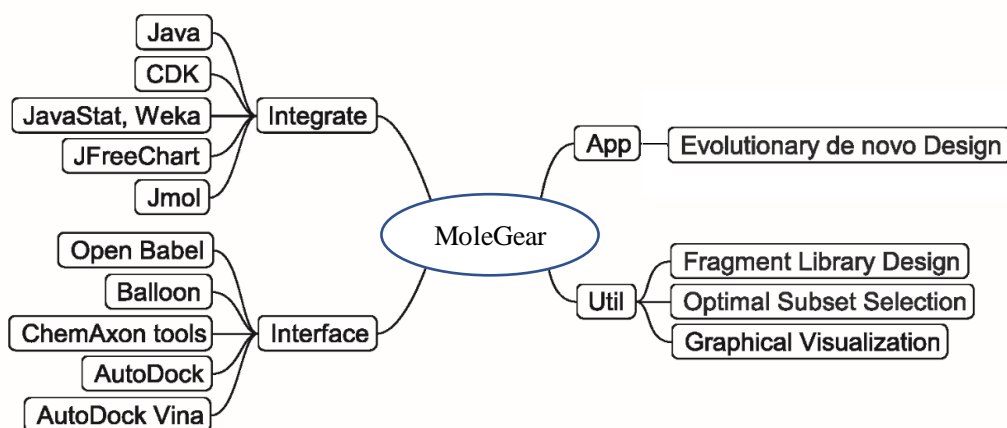 Java
CDK
JavaStat, Weka
JFreeChart
Jmol
Integrate
Open Babel
Balloon
ChemAxon tools
AutoDock
AutoDock Vina
Interface
MoleGear
App
Evolutionary de novo Design
Util
Fragment Library Design
Optimal Subset Selection
Graphical Visualization